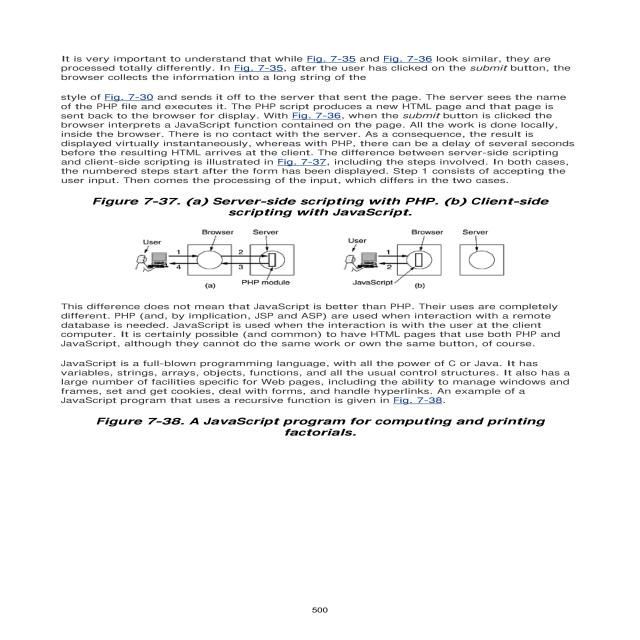 It is very important to understand that while Fig. 7-35 and Fig. 7-36 look similar, they are
processed totally differently. In Fig. 7-35, after the user has clicked on the submit button, the
browser collects the information into a long string of the
style of Fig. 7-30 and sends it off to the server that sent the page. The server sees the name
of the PHP file and executes it. The PHP script produces a new HTML page and that page is
sent back to the browser for display. With Fig. 7-36, when the submit button is clicked the
browser interprets a JavaScript function contained on the page. All the work is done locally,
inside the browser. There is no contact with the server. As a consequence, the result is
displayed virtually instantaneously, whereas with PHP, there can be a delay of several seconds
before the resulting HTML arrives at the client. The difference between server-side scripting
and client-side scripting is illustrated in Fig. 7-37, including the steps involved. In both cases,
the numbered steps start after the form has been displayed. Step 1 consists of accepting the
user input. Then comes the processing of the input, which differs in the two cases.
Figure 7-37. (a) Server-side scripting with PHP. (b) Client-side
scripting with JavaScript.
User Browser Server
1 2
4 3
PHP module
(a)
User Browser Server
1
2
JavaScript
(b)
This difference does not mean that JavaScript is better than PHP. Their uses are completely
different. PHP (and, by implication, JSP and ASP) are used when interaction with a remote
database is needed. JavaScript is used when the interaction is with the user at the client
computer. It is certainly possible (and common) to have HTML pages that use both PHP and
JavaScript, although they cannot do the same work or own the same button, of course.
JavaScript is a full-blown programming language, with all the power of C or Java. It has
variables, strings, arrays, objects, functions, and all the usual control structures. It also has a
large number of facilities specific for Web pages, including the ability to manage windows and
frames, set and get cookies, deal with forms, and handle hyperlinks. An example of a
JavaScript program that uses a recursive function is given in Fig. 7-38.
Figure 7-38. A JavaScript program for computing and printing
factorials.
500